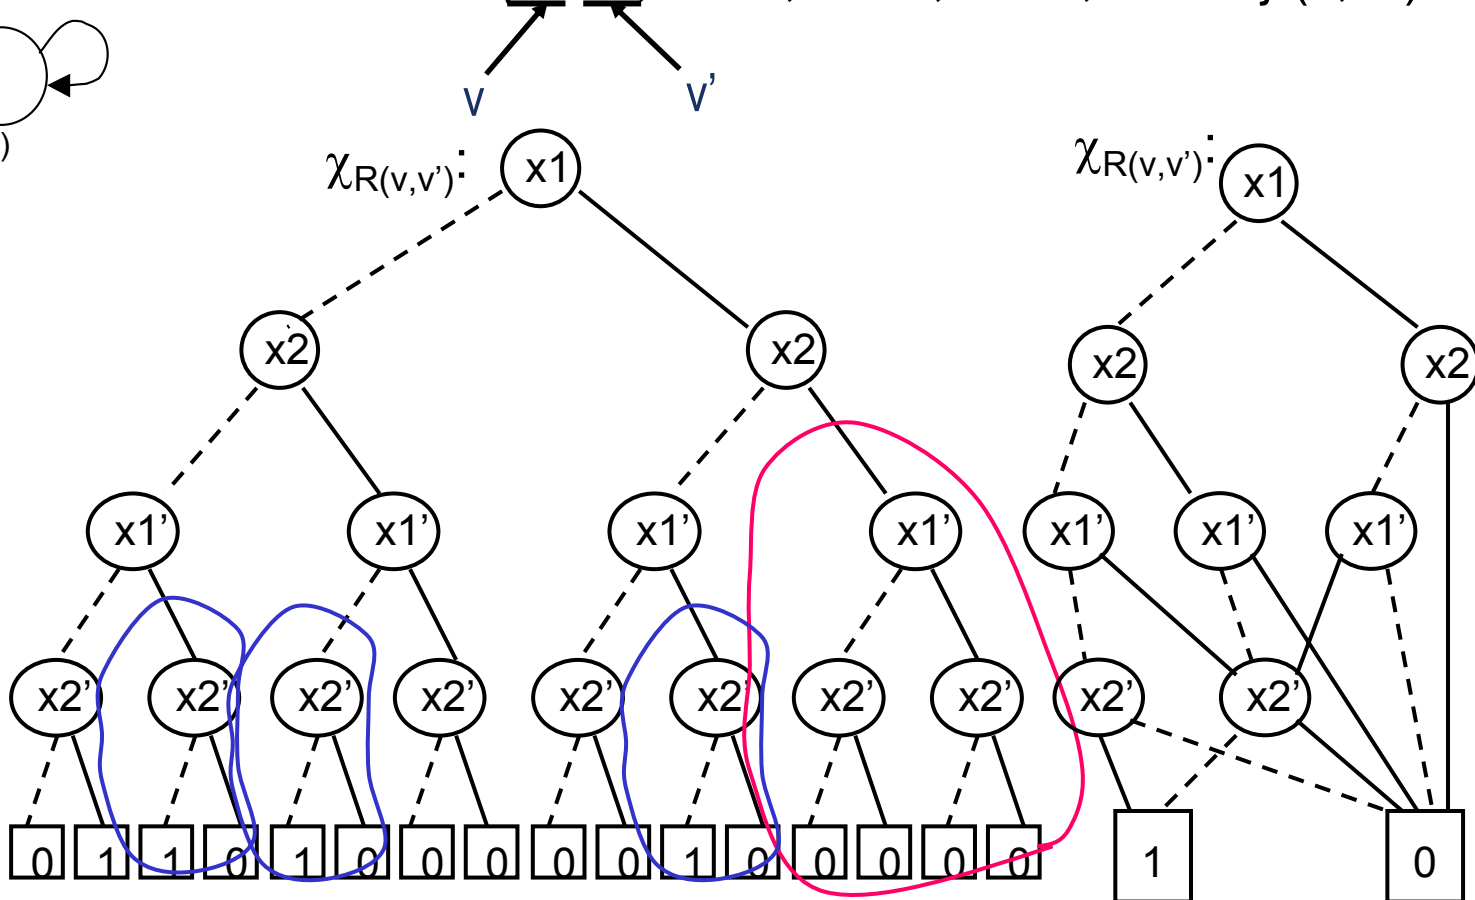 )
v v’
χR(v,v’): x1 χR(v,v’): x1
x2 x2 x2 x2
x1’ x1’ x1’ x1’ x1’ x1’ x1’
x2’ x2’ x2’ x2’ x2’ x2’ x2’ x2’ x2’ x2’
0 1 1 0 1 0 0 0 0 0 1 0 0 0 0 0 1 0